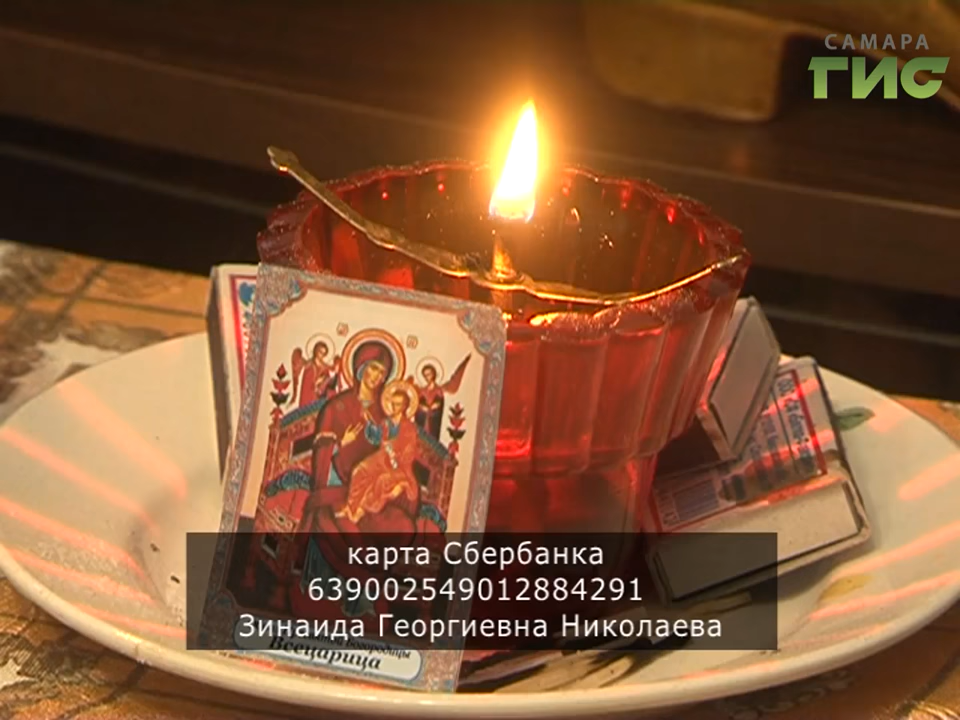 САМАРА
ГИС
карта Сбербанка
639002549012884291
Зинаида Георгиевна Николаева
Всецарица